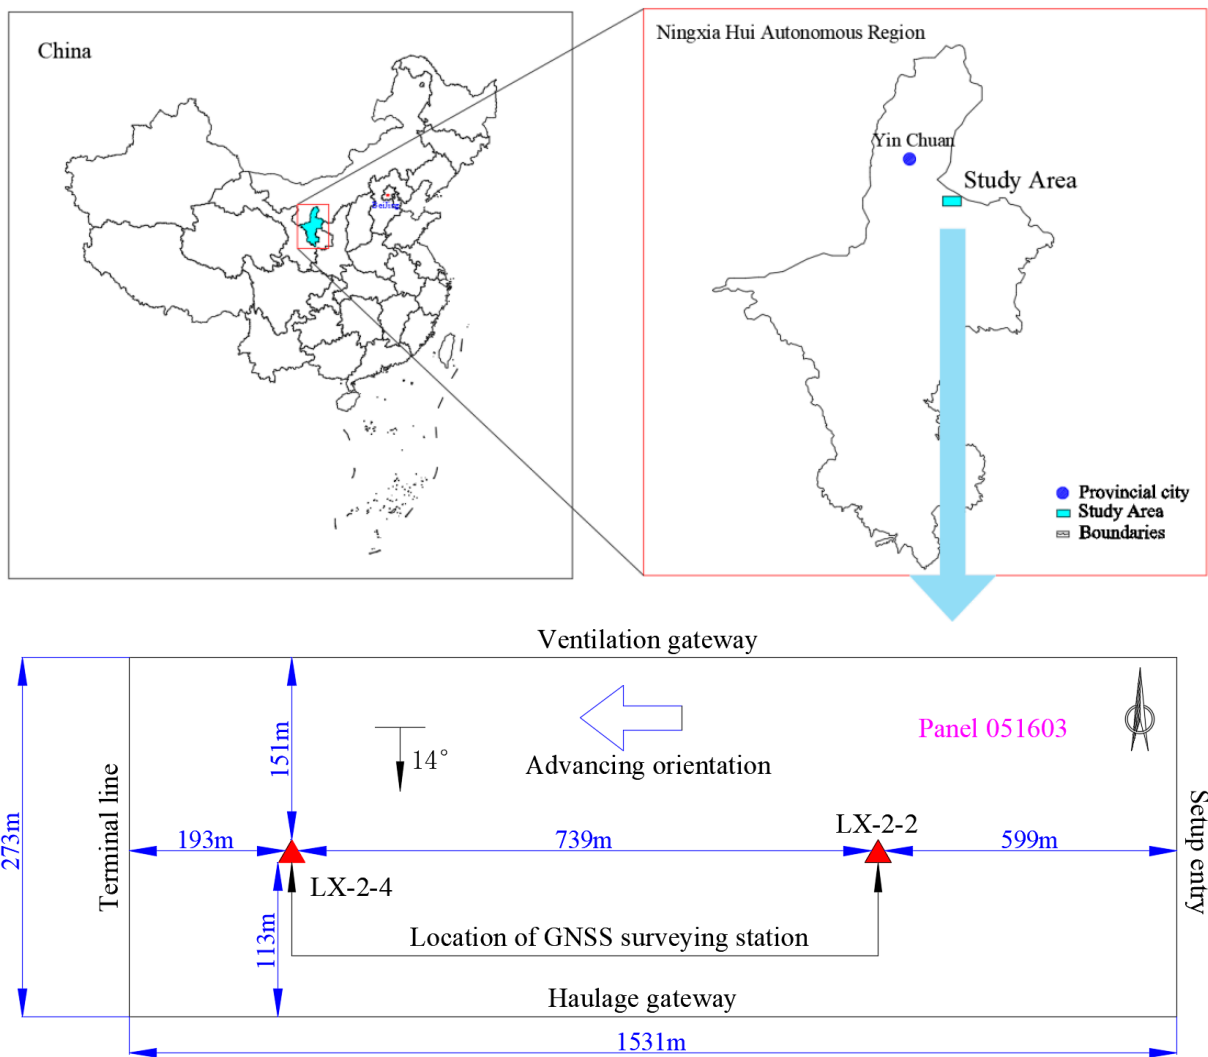 China
Beijing
Ningxia Hui Autonomous Region
Yin Chuan
Study Area
Provincial city
Study Area
Boundaries
Ventilation gateway
273m
Terminal line
151m
14°
Advancing orientation
Panel 051603
193m
739m
LX-2-2
599m
Setup entry
LX-2-4
113m
Location of GNSS surveying station
Haulage gateway
1531m